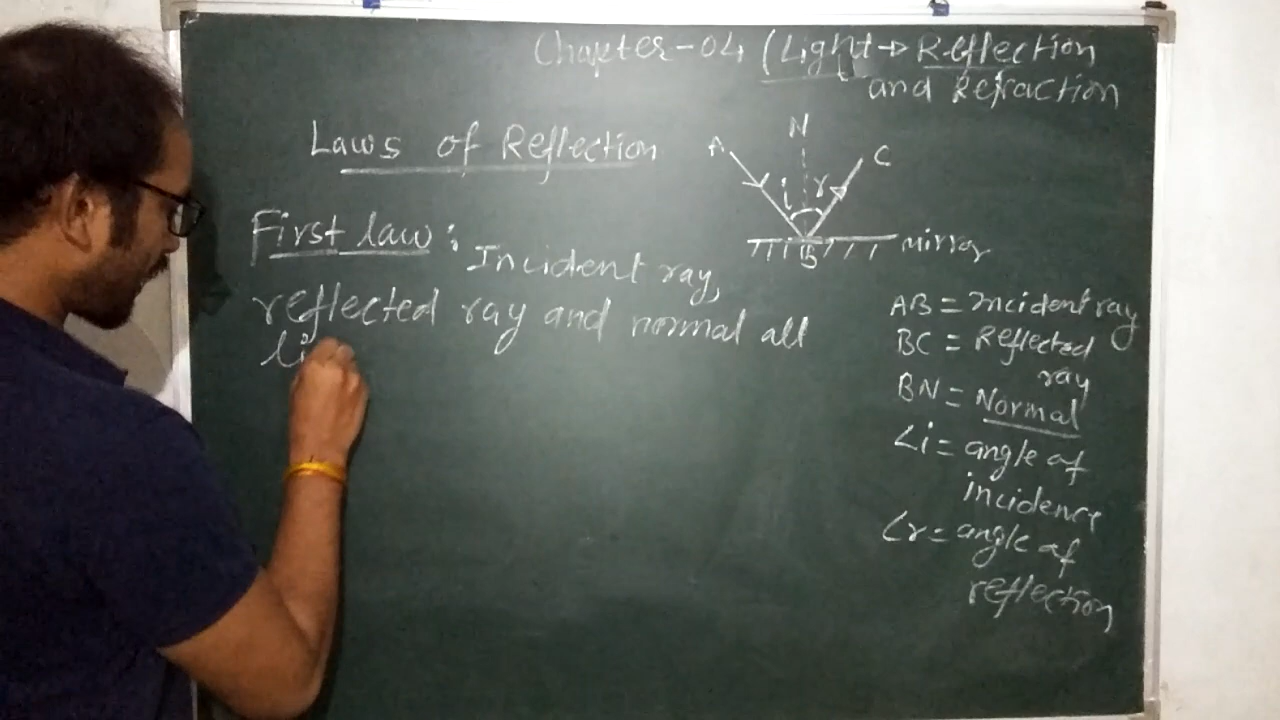 Chapter-04 (Light → Reflection
and Refraction
Laws of Reflection
N
A
C
i
r
B
mirror
First law:
Incident ray,
reflected ray and normal all
li
AB = Incident ray
BC = Reflected
ray
BN = Normal
∠i = angle of
incidence
∠r = angle of
reflection